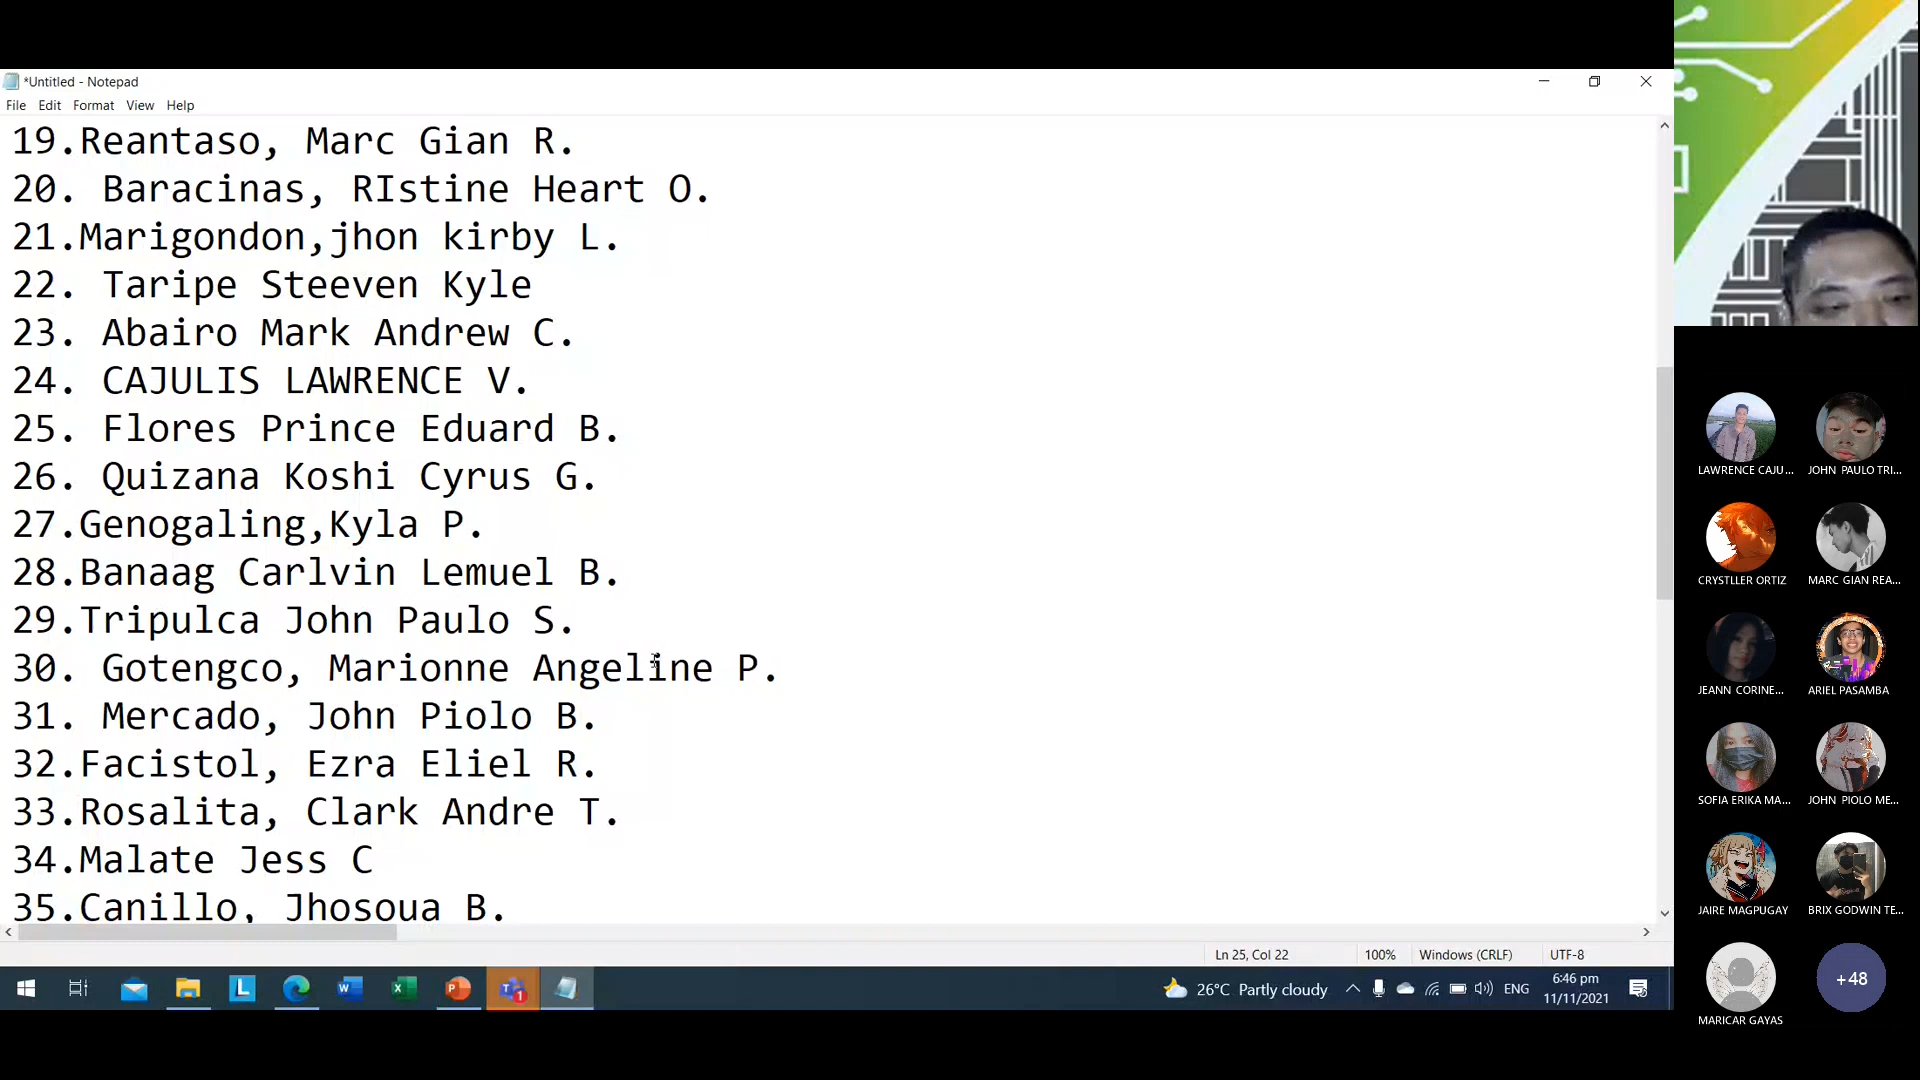 *Untitled - Notepad
File Edit Format View Help
19.Reantaso, Marc Gian R.
20. Baracinas, RIstine Heart O.
21.Marigondon,jhon kirby L.
22. Taripe Steeven Kyle
23. Abairo Mark Andrew C.
24. CAJULIS LAWRENCE V.
25. Flores Prince Eduard B.
26. Quizana Koshi Cyrus G.
27.Genogaling,Kyla P.
28.Banaag Carlvin Lemuel B.
29.Tripulca John Paulo S.
30. Gotengco, Marionne Angeline P.
31. Mercado, John Piolo B.
32.Facistol, Ezra Eliel R.
33.Rosalita, Clark Andre T.
34.Malate Jess C
35.Canillo, Jhosoua B.
Ln 25, Col 22 100% Windows (CRLF) UTF-8
26°C Partly cloudy ENG
6:46 pm
11/11/2021
LAWRENCE CAJU... JOHN PAULO TRI...
CRYSTLLER ORTIZ MARC GIAN REA...
JEANN CORINE... ARIEL PASAMBA
SOFIA ERIKA MA... JOHN PIOLO ME...
JAIRE MAGPUGAY BRIX GODWIN TE...
+48
MARICAR GAYAS